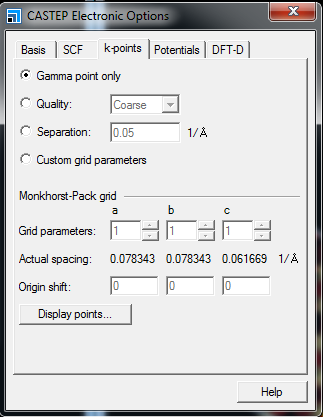 CASTEP Electronic Options
Basis SCF k-points Potentials DFT-D
Gamma point only
Quality: Coarse
Separation: 0.05 1/Å
Custom grid parameters
Monkhorst-Pack grid
a b c
Grid parameters: 1 1 1
Actual spacing: 0.078343 0.078343 0.061669 1/Å
Origin shift: 0 0 0
Display points...
Help